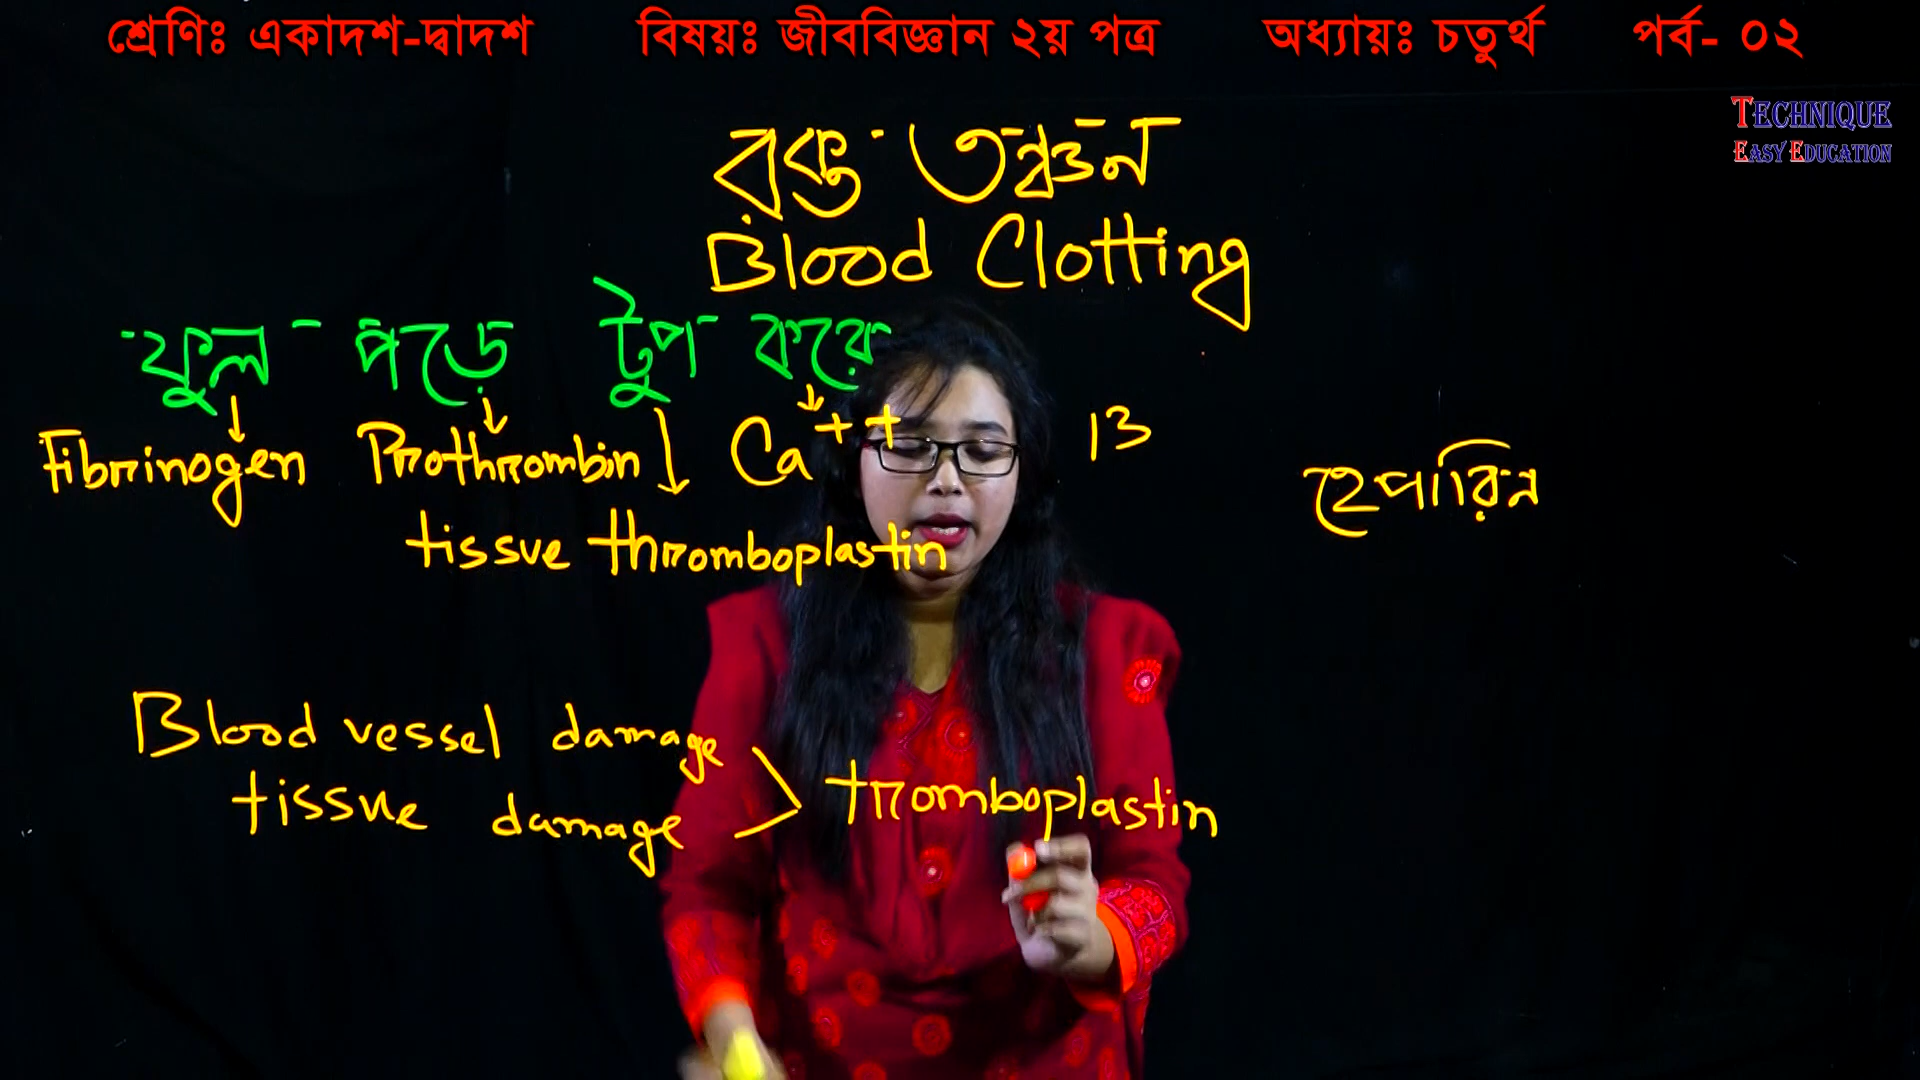 শ্রেণিঃ একাদশ-দ্বাদশ বিষয়ঃ জীববিজ্ঞান ২য় পত্র অধ্যায়ঃ চতুর্থ পর্ব- ০২
TECHNIQUE
EASY EDUCATION
রক্ত তঞ্চন
Blood Clotting
ফুল পড়ে টুপ করে
Fibrinogen Prothrombin Ca++ 13
হেপারিন
tissue thromboplastin
Blood vessel damage
tissue damage
tromboplastin